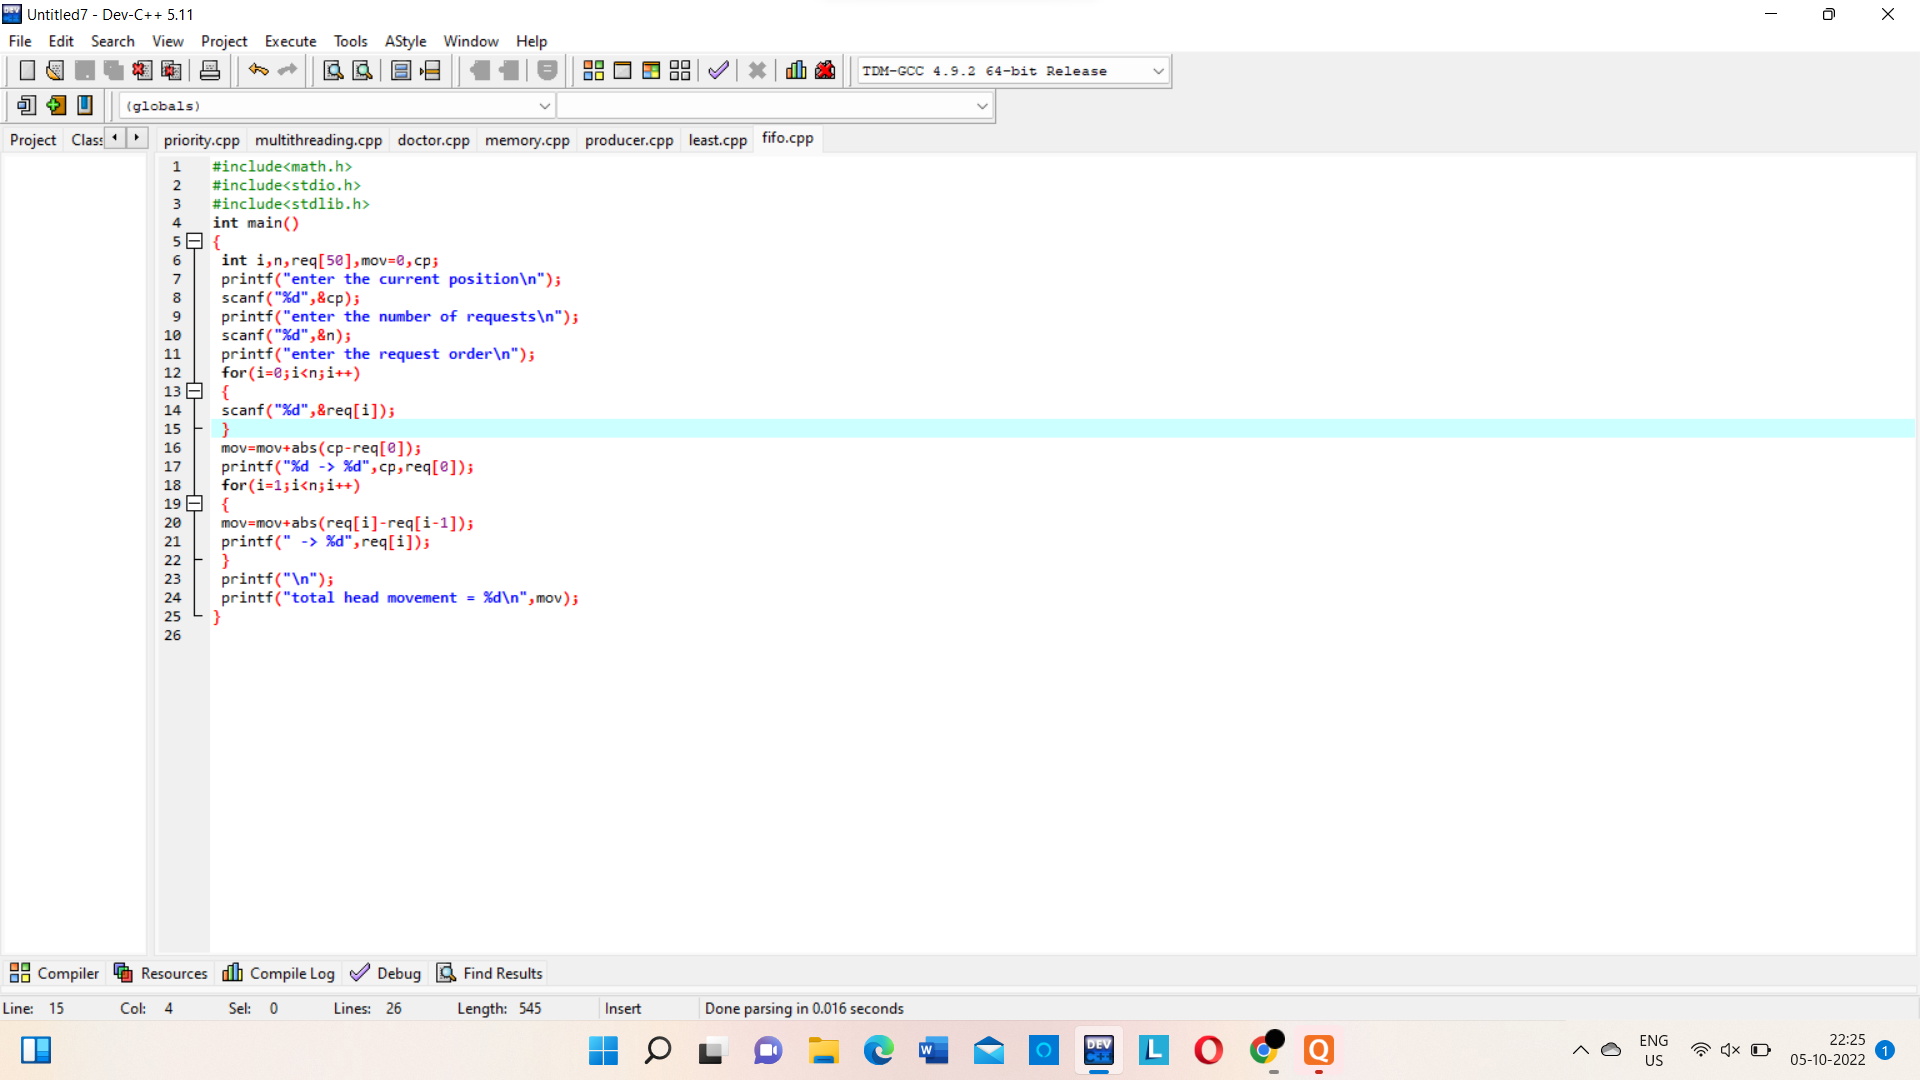 Untitled7 - Dev-C++ 5.11
File Edit Search View Project Execute Tools AStyle Window Help
TDM-GCC 4.9.2 64-bit Release
(globals)
Project Clas priority.cpp multithreading.cpp doctor.cpp memory.cpp producer.cpp least.cpp fifo.cpp
1 #include<math.h>
2 #include<stdio.h>
3 #include<stdlib.h>
4 int main()
5 {
6 int i,n,req[50],mov=0,cp;
7 printf("enter the current position\n");
8 scanf("%d",&cp);
9 printf("enter the number of requests\n");
10 scanf("%d",&n);
11 printf("enter the request order\n");
12 for(i=0;i<n;i++)
13 {
14 scanf("%d",&req[i]);
15 }
16 mov=mov+abs(cp-req[0]);
17 printf("%d -> %d",cp,req[0]);
18 for(i=1;i<n;i++)
19 {
20 mov=mov+abs(req[i]-req[i-1]);
21 printf(" -> %d",req[i]);
22 }
23 printf("\n");
24 printf("total head movement = %d\n",mov);
25 }
26
Compiler Resources Compile Log Debug Find Results
Line: 15 Col: 4 Sel: 0 Lines: 26 Length: 545 Insert Done parsing in 0.016 seconds
W DEV C++ L Q
ENG 22:25
US 05-10-2022 1